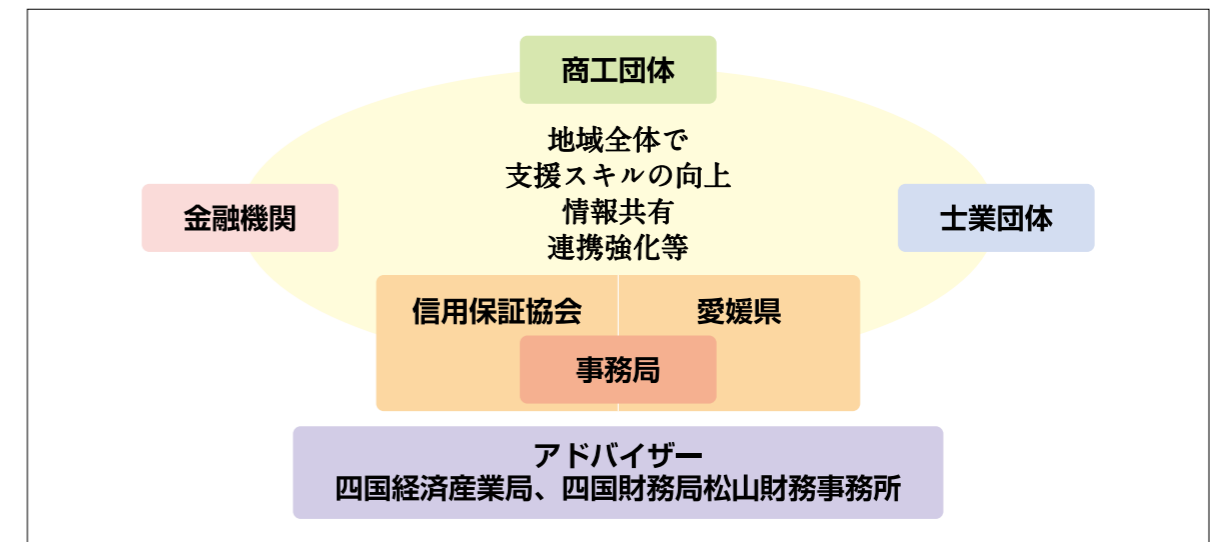 商工団体
地域全体で
支援スキルの向上
情報共有
連携強化等
金融機関
士業団体
信用保証協会
愛媛県
事務局
アドバイザー
四国経済産業局、四国財務局松山財務事務所